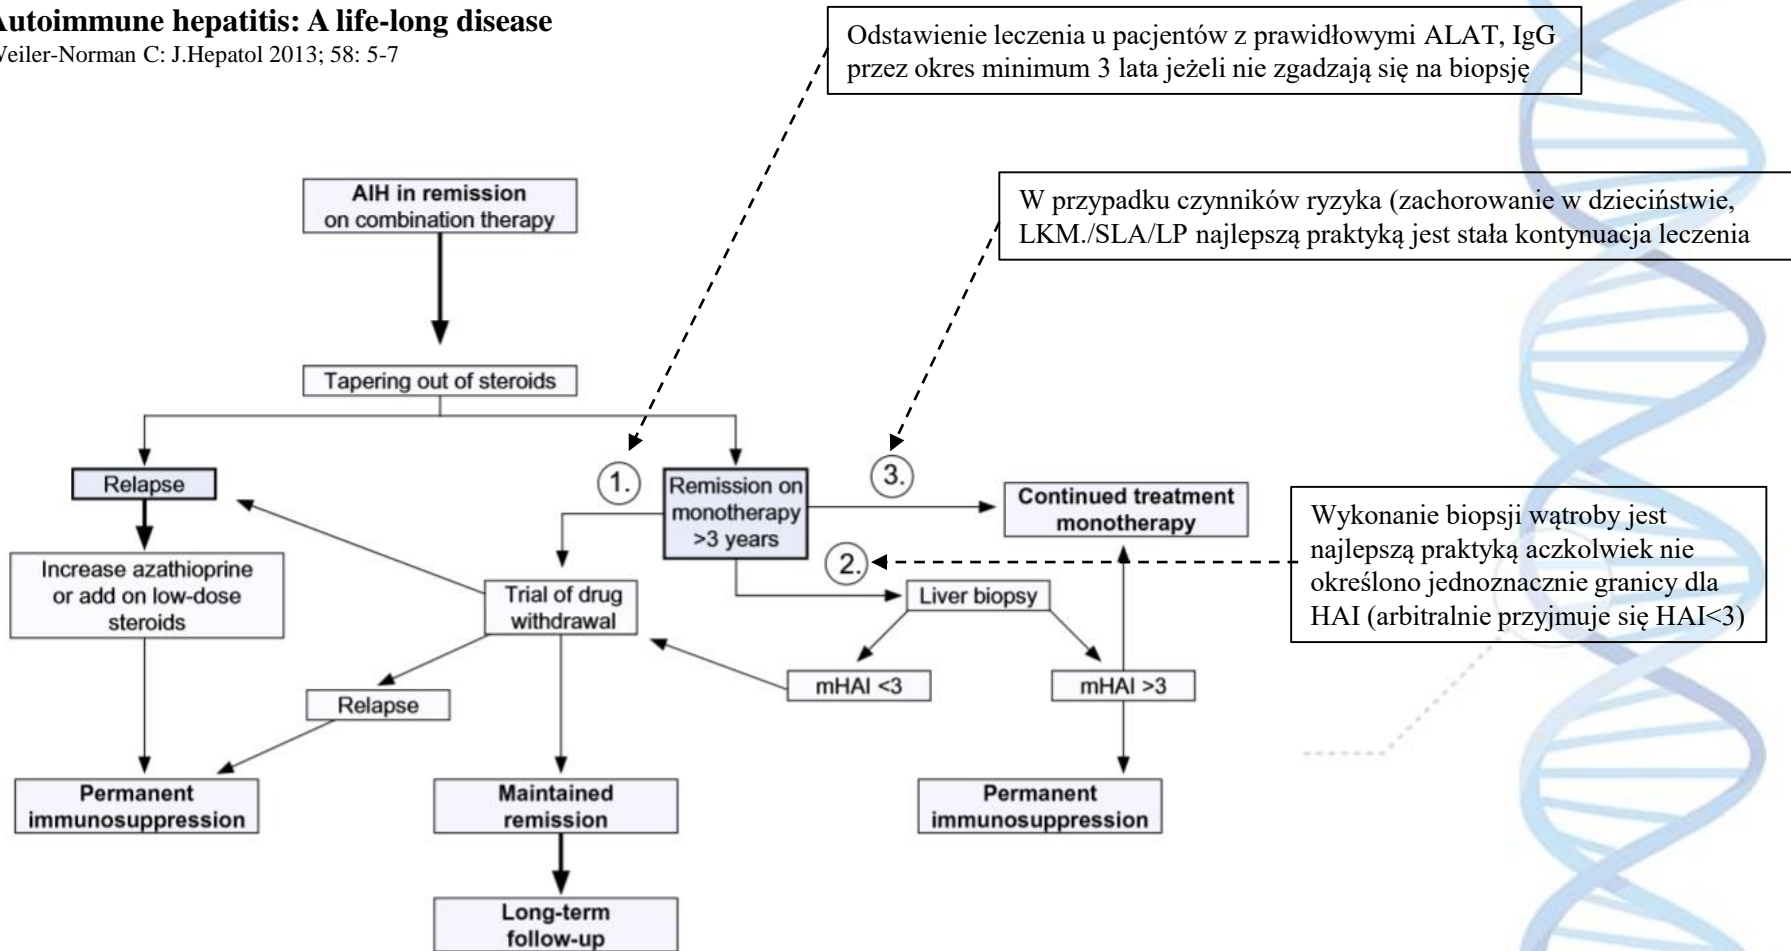 Autoimmune hepatitis: A life-long disease
Weiler-Norman C: J.Hepatol 2013; 58: 5-7
Odstawienie leczenia u pacjentów z prawidłowymi ALAT, IgG
przez okres minimum 3 lata jeżeli nie zgadzają się na biopsję
AIH in remission
on combination therapy
W przypadku czynników ryzyka (zachorowanie w dzieciństwie,
LKM./SLA/LP najlepszą praktyką jest stała kontynuacja leczenia
Tapering out of steroids
Relapse
1.
Remission on
monotherapy
>3 years
3.
Continued treatment
monotherapy
2.
Wykonanie biopsji wątroby jest
najlepszą praktyką aczkolwiek nie
określono jednoznacznie granicy dla
HAI (arbitralnie przyjmuje się HAI<3)
Increase azathioprine
or add on low-dose
steroids
Trial of drug
withdrawal
Liver biopsy
Relapse
mHAI <3
mHAI >3
Permanent
immunosuppression
Maintained
remission
Permanent
immunosuppression
Long-term
follow-up